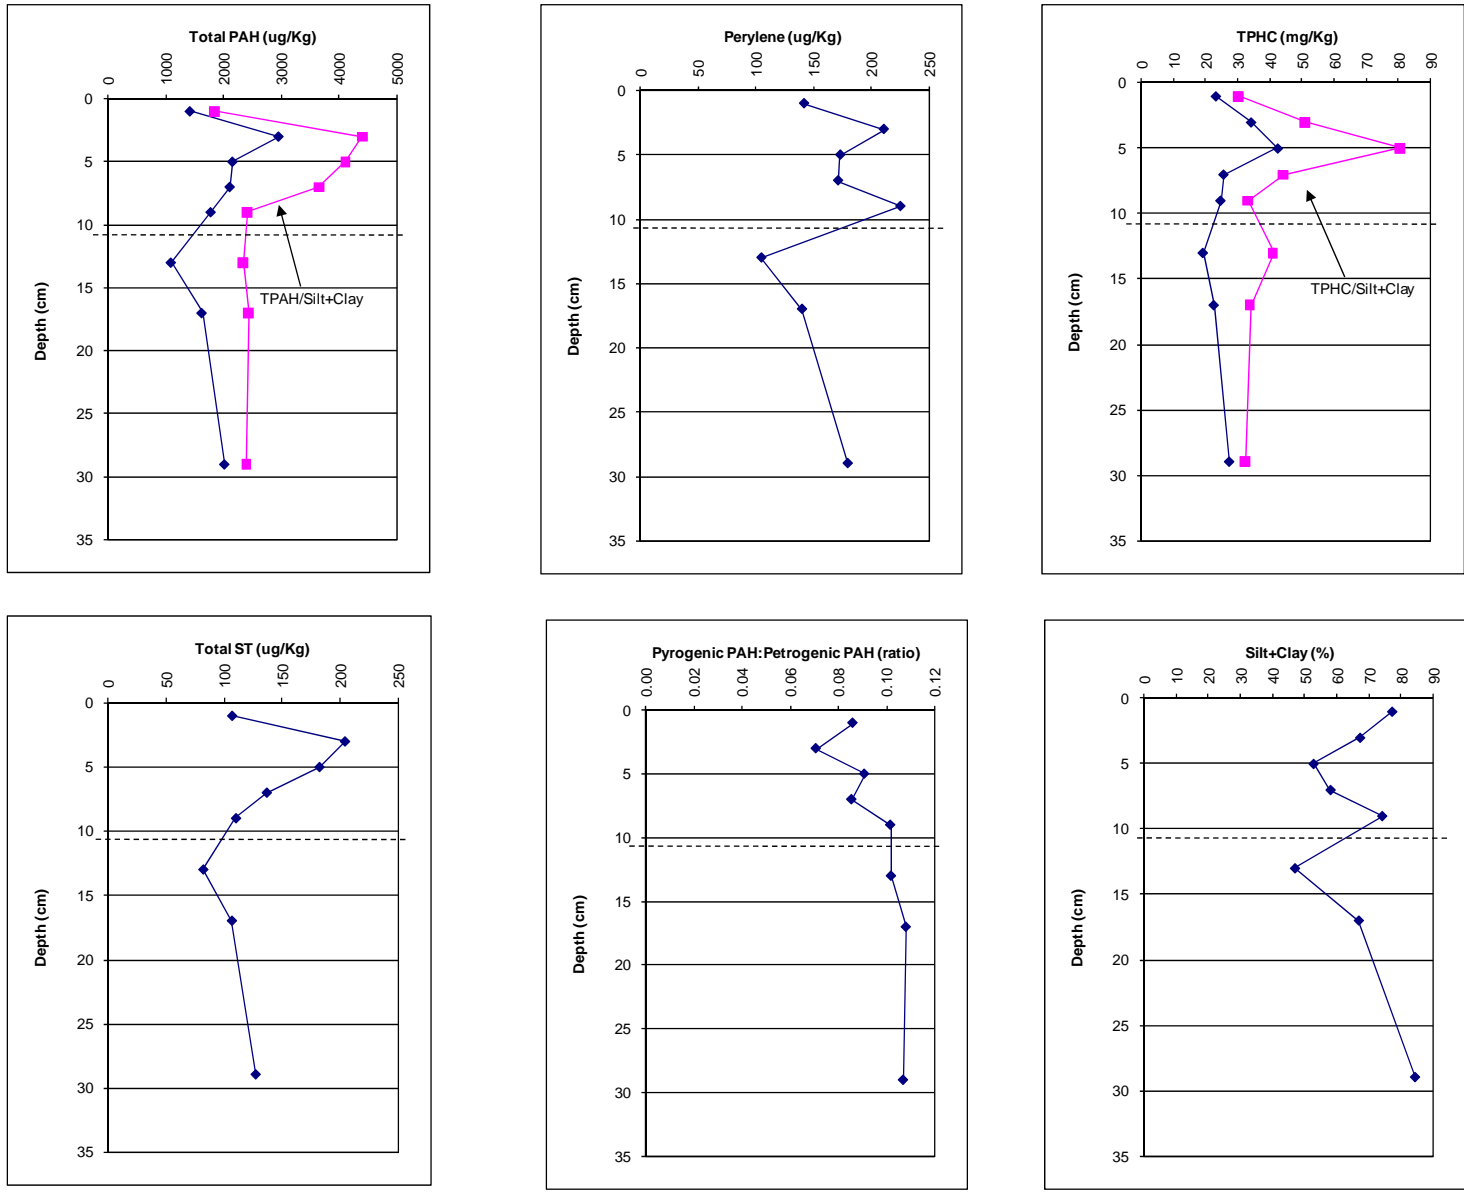 Total PAH (ug/Kg)
0 1000 2000 3000 4000 5000
0
5
10
15
20
25
30
35
Depth (cm)
TPAH/Silt+Clay
Perylene (ug/Kg)
0 50 100 150 200 250
0
5
10
15
20
25
30
35
Depth (cm)
TPHC (mg/Kg)
0 10 20 30 40 50 60 70 80 90
0
5
10
15
20
25
30
35
Depth (cm)
TPHC/Silt+Clay
Total ST (ug/Kg)
0 50 100 150 200 250
0
5
10
15
20
25
30
35
Depth (cm)
Pyrogenic PAH:Petrogenic PAH (ratio)
0.00 0.02 0.04 0.06 0.08 0.10 0.12
0
5
10
15
20
25
30
35
Depth (cm)
Silt+Clay (%)
0 10 20 30 40 50 60 70 80 90
0
5
10
15
20
25
30
35
Depth (cm)